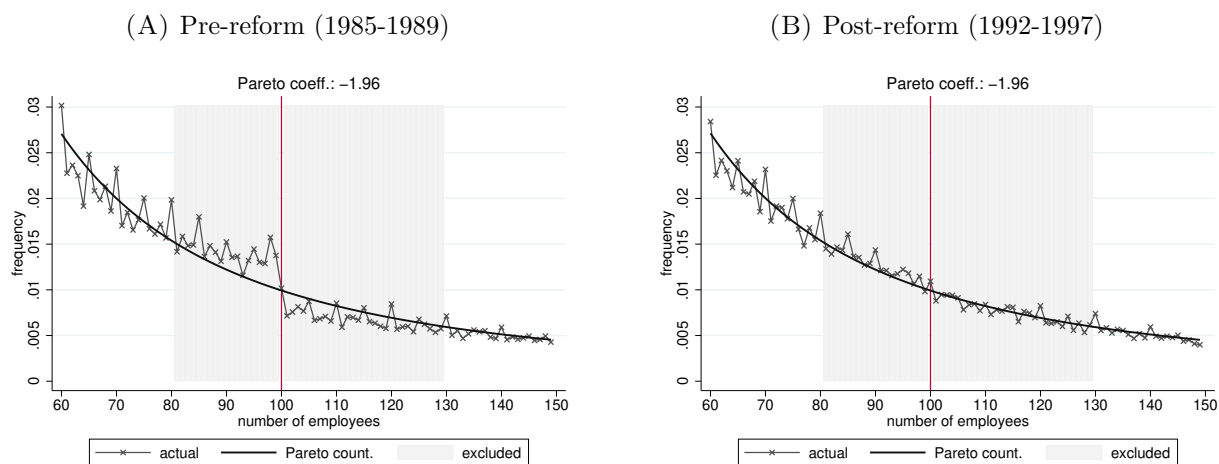 (A) Pre-reform (1985-1989)
Pareto coeff.: −1.96
.03
.025
.02
.015
.01
.005
0
frequency
60 70 80 90 100 110 120 130 140 150
number of employees
actual Pareto count. excluded
(B) Post-reform (1992-1997)
Pareto coeff.: −1.96
.03
.025
.02
.015
.01
.005
0
frequency
60 70 80 90 100 110 120 130 140 150
number of employees
actual Pareto count. excluded